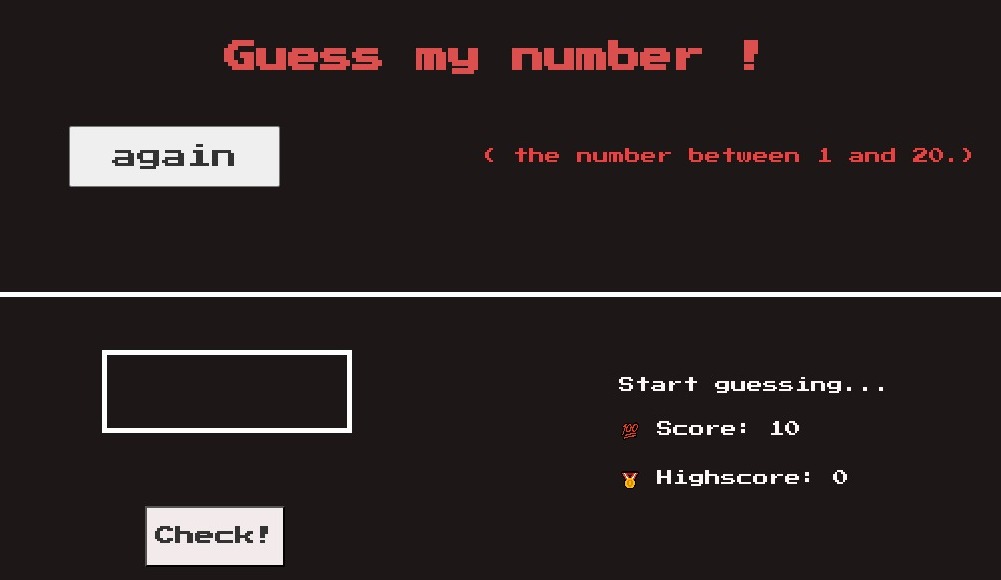 Guess my number !
again
( the number between 1 and 20.)
Start guessing...
💯 Score: 10
🥇 Highscore: 0
Check!